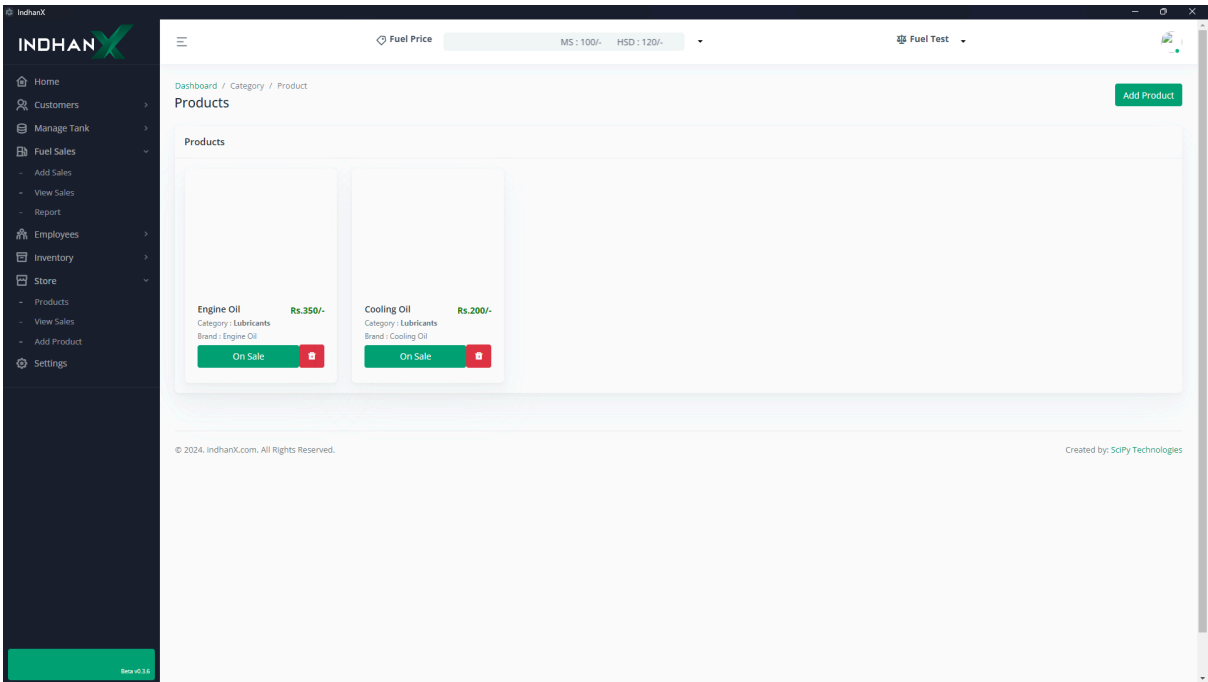 IndhanX
INDHANX
Fuel Price
MS : 100/- HSD : 120/-
Fuel Test
Home
Customers
Manage Tank
Fuel Sales
- Add Sales
- View Sales
- Report
Employees
Inventory
Store
- Products
- View Sales
- Add Product
Settings
Beta v0.3.6
Dashboard / Category / Product
Products
Add Product
Products
Engine Oil Rs.350/-
Category : Lubricants
Brand : Engine Oil
On Sale
Cooling Oil Rs.200/-
Category : Lubricants
Brand : Cooling Oil
On Sale
© 2024. indhanX.com. All Rights Reserved.
Created by: SciPy Technologies